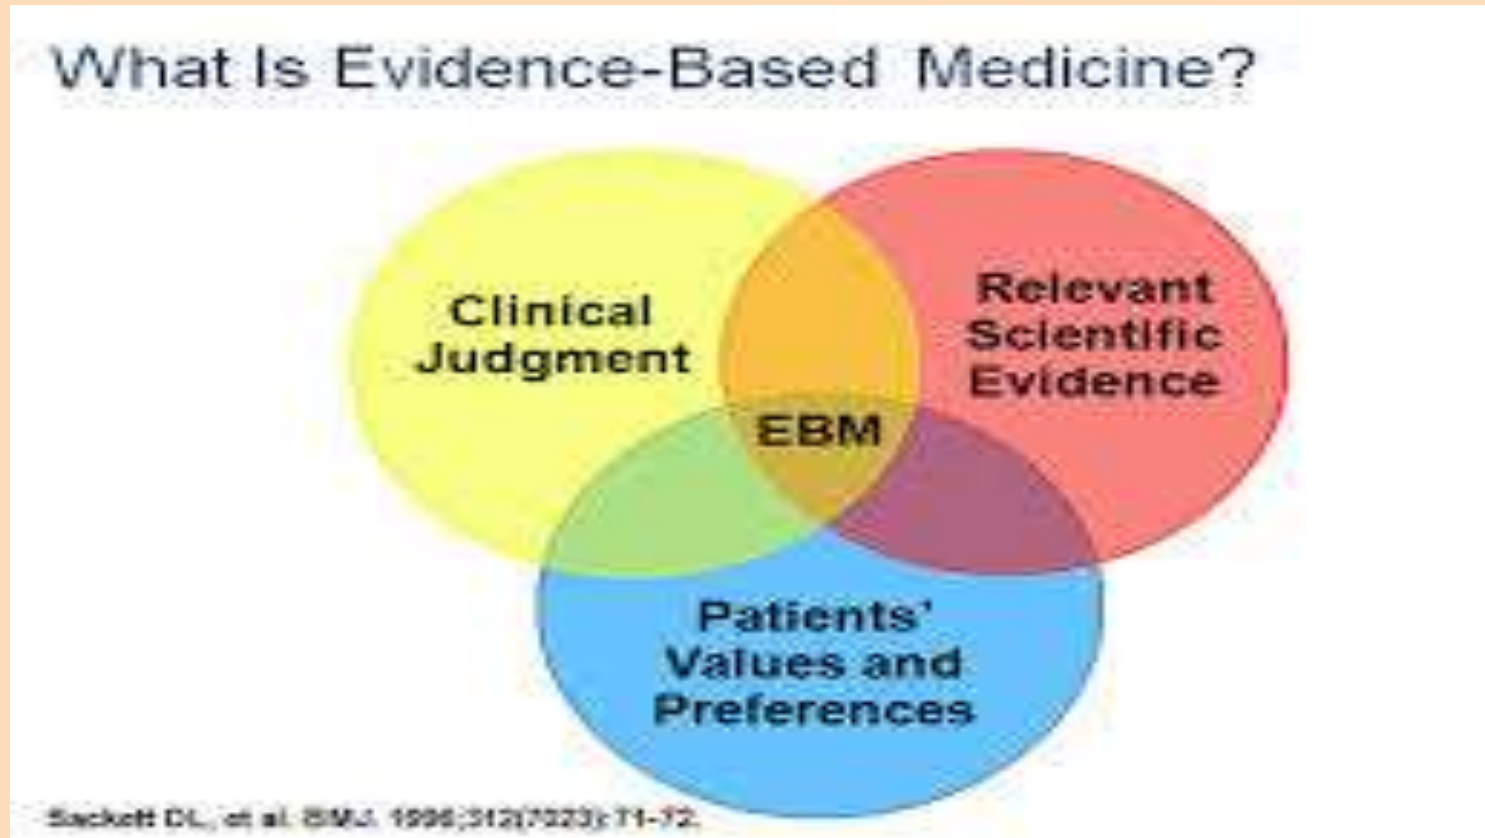 What Is Evidence-Based Medicine?
Clinical
Judgment
Relevant
Scientific
Evidence
EBM
Patients'
Values and
Preferences
Sackett DL, et al. BMJ. 1996;312(7023):71-72.